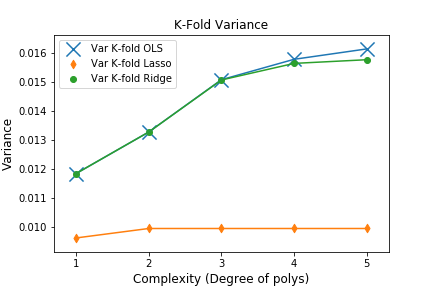 K-Fold Variance
Var K-fold OLS
Var K-fold Lasso
Var K-fold Ridge
Variance
0.016
0.015
0.014
0.013
0.012
0.011
0.010
1 2 3 4 5
Complexity (Degree of polys)